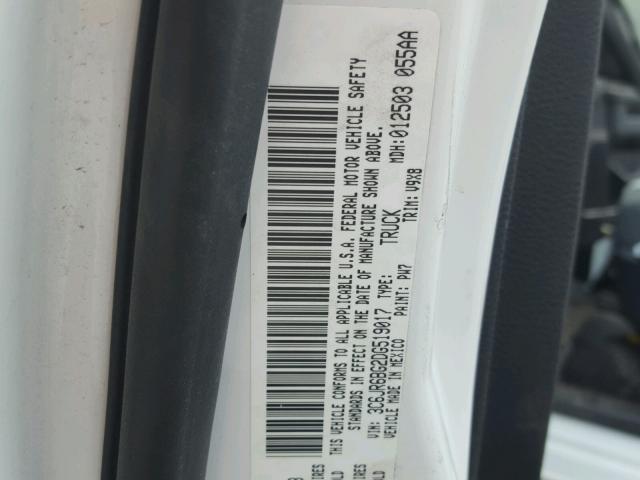 THIS VEHICLE CONFORMS TO ALL APPLICABLE U.S.A. FEDERAL MOTOR VEHICLE SAFETY
STANDARDS IN EFFECT ON THE DATE OF MANUFACTURE SHOWN ABOVE.
VIN: 3C6JR6BG2DG519017 TYPE: TRUCK MDH:012503 055AA
VEHICLE MADE IN MEXICO PAINT: PW7 TRIM: V9X8